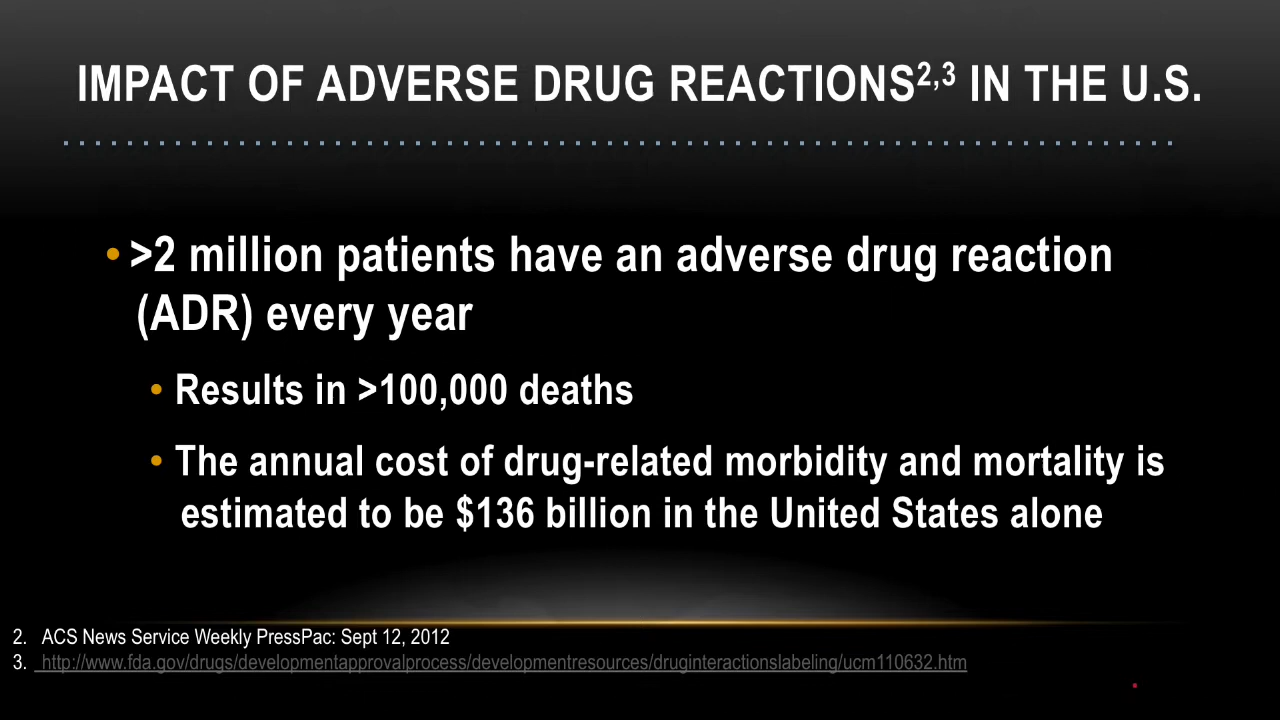 IMPACT OF ADVERSE DRUG REACTIONS2,3 IN THE U.S.
• >2 million patients have an adverse drug reaction
(ADR) every year
• Results in >100,000 deaths
• The annual cost of drug-related morbidity and mortality is
estimated to be $136 billion in the United States alone
2. ACS News Service Weekly PressPac: Sept 12, 2012
3. http://www.fda.gov/drugs/developmentapprovalprocess/developmentresources/druginteractionslabeling/ucm110632.htm